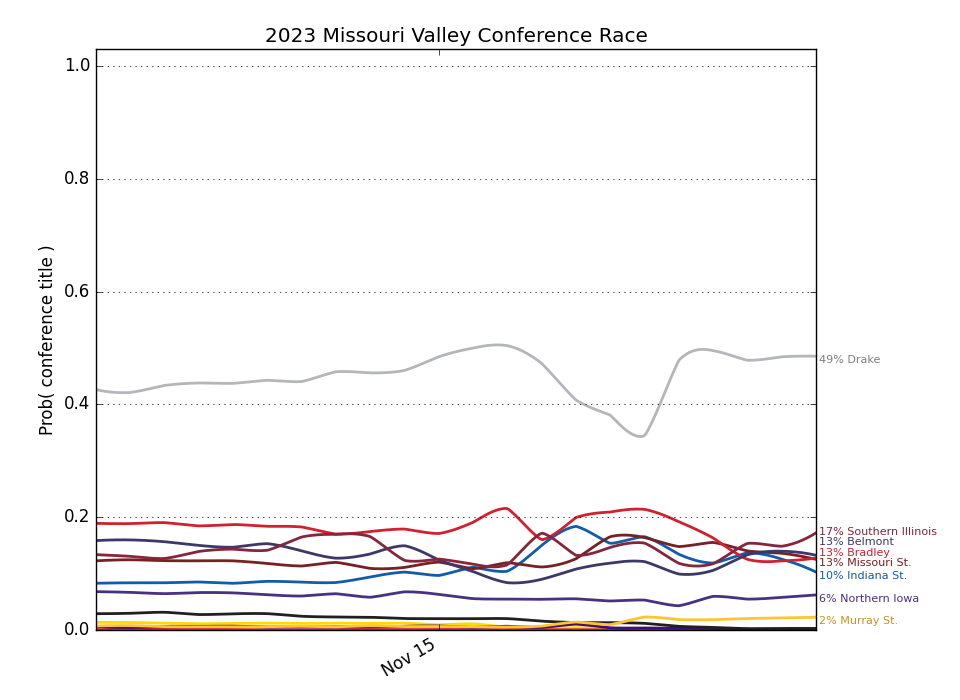 2023 Missouri Valley Conference Race
Prob( conference title )
1.0
0.8
0.6
0.4
0.2
0.0
Nov 15
49% Drake
17% Southern Illinois
13% Belmont
13% Bradley
13% Missouri St.
10% Indiana St.
6% Northern Iowa
2% Murray St.